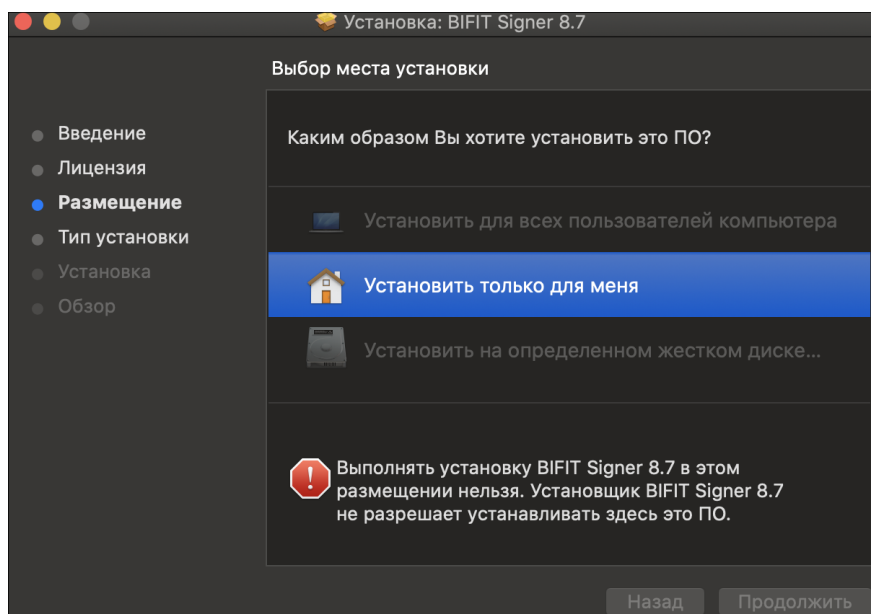 Установка: BIFIT Signer 8.7
Выбор места установки
Введение
Лицензия
Размещение
Тип установки
Установка
Обзор
Каким образом Вы хотите установить это ПО?
Установить для всех пользователей компьютера
Установить только для меня
Установить на определенном жестком диске...
Выполнять установку BIFIT Signer 8.7 в этом
размещении нельзя. Установщик BIFIT Signer 8.7
не разрешает устанавливать здесь это ПО.
Назад
Продолжить